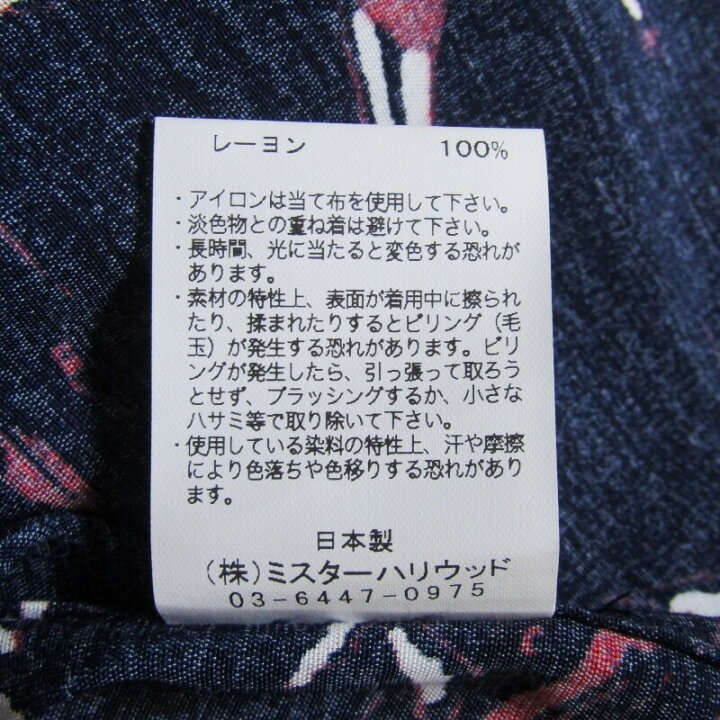 レーヨン 100%
・アイロンは当て布を使用して下さい。
・淡色物との重ね着は避けて下さい。
・長時間、光に当たると変色する恐れが
あります。
・素材の特性上、表面が着用中に擦られ
たり、揉まれたりするとピリング（毛
玉）が発生する恐れがあります。ピリ
ングが発生したら、引っ張って取ろう
とせず、ブラッシングするか、小さな
ハサミ等で取り除いて下さい。
・使用している染料の特性上、汗や摩擦
により色落ちや色移りする恐れがあり
ます。
日本製
（株）ミスターハリウッド
03-6447-0975